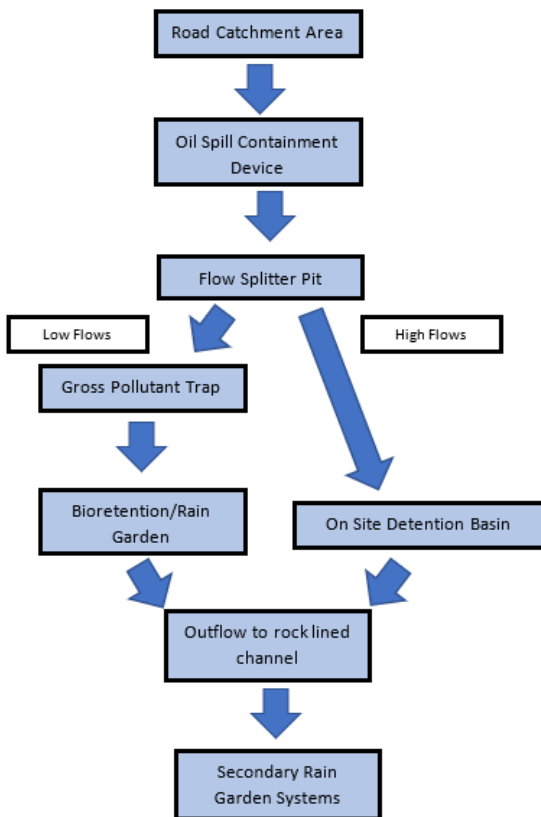 Road Catchment Area
Oil Spill Containment
Device
Flow Splitter Pit
Low Flows
High Flows
Gross Pollutant Trap
Bioretention/Rain
Garden
On Site Detention Basin
Outflow to rock lined
channel
Secondary Rain
Garden Systems